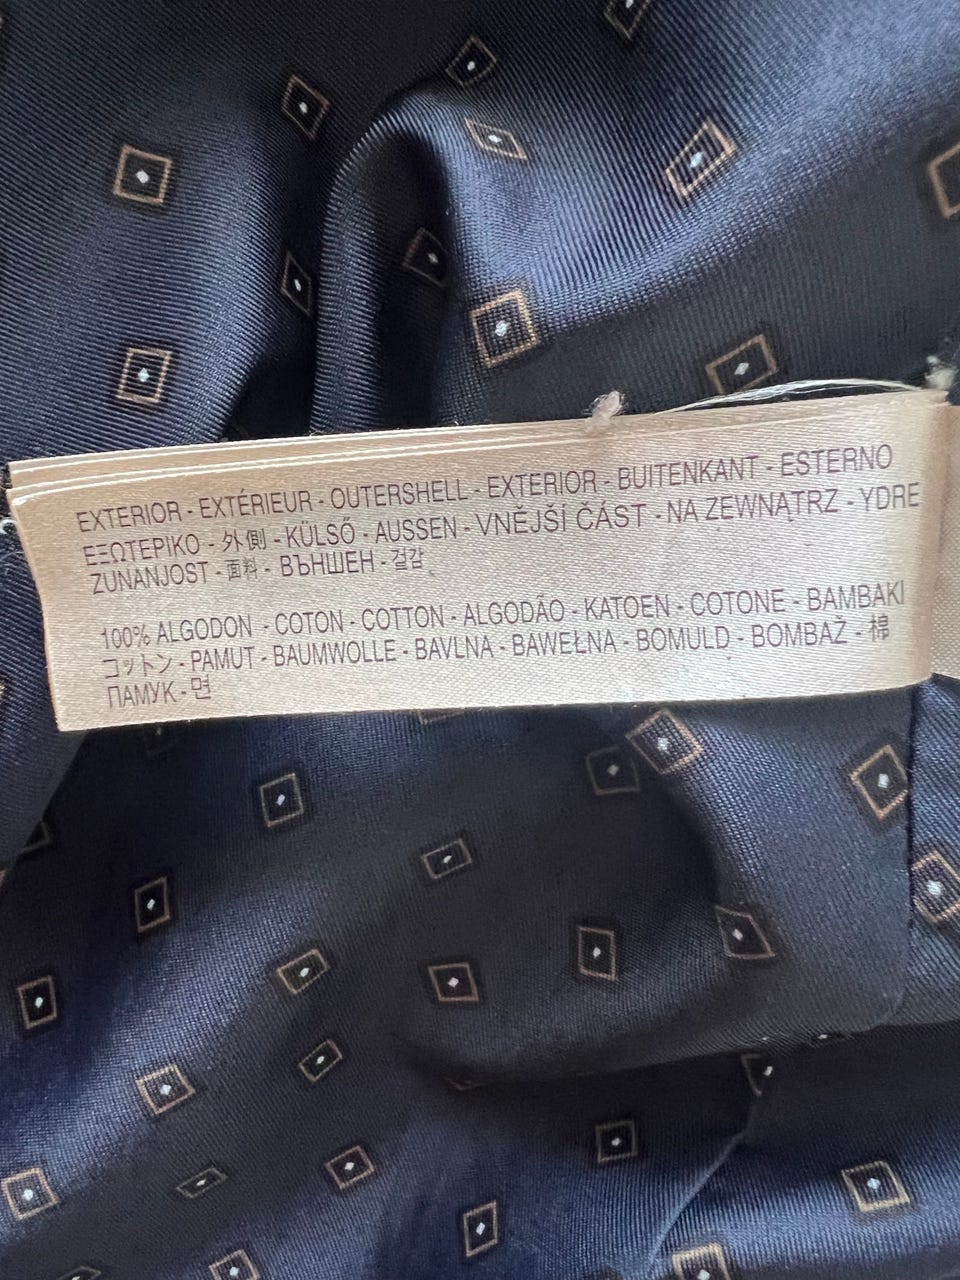 EXTERIOR - EXTÉRIEUR - OUTERSHELL - EXTERIOR - BUITENKANT - ESTERNO
ΕΞΩΤΕΡΙΚΟ - 外側 - KÜLSŐ - AUSSEN - VNĚJŠÍ ČÁST - NA ZEWNĄTRZ - YDRE
ZUNANJOST - 面料 - ВЪНШЕН - 겉감
100% ALGODON - COTON - COTTON - ALGODÃO - KATOEN - COTONE - BAMBAKI
コットン - PAMUT - BAUMWOLLE - BAVLNA - BAWEŁNA - BOMULD - BOMBAŽ - 棉
ПАМУК - 면